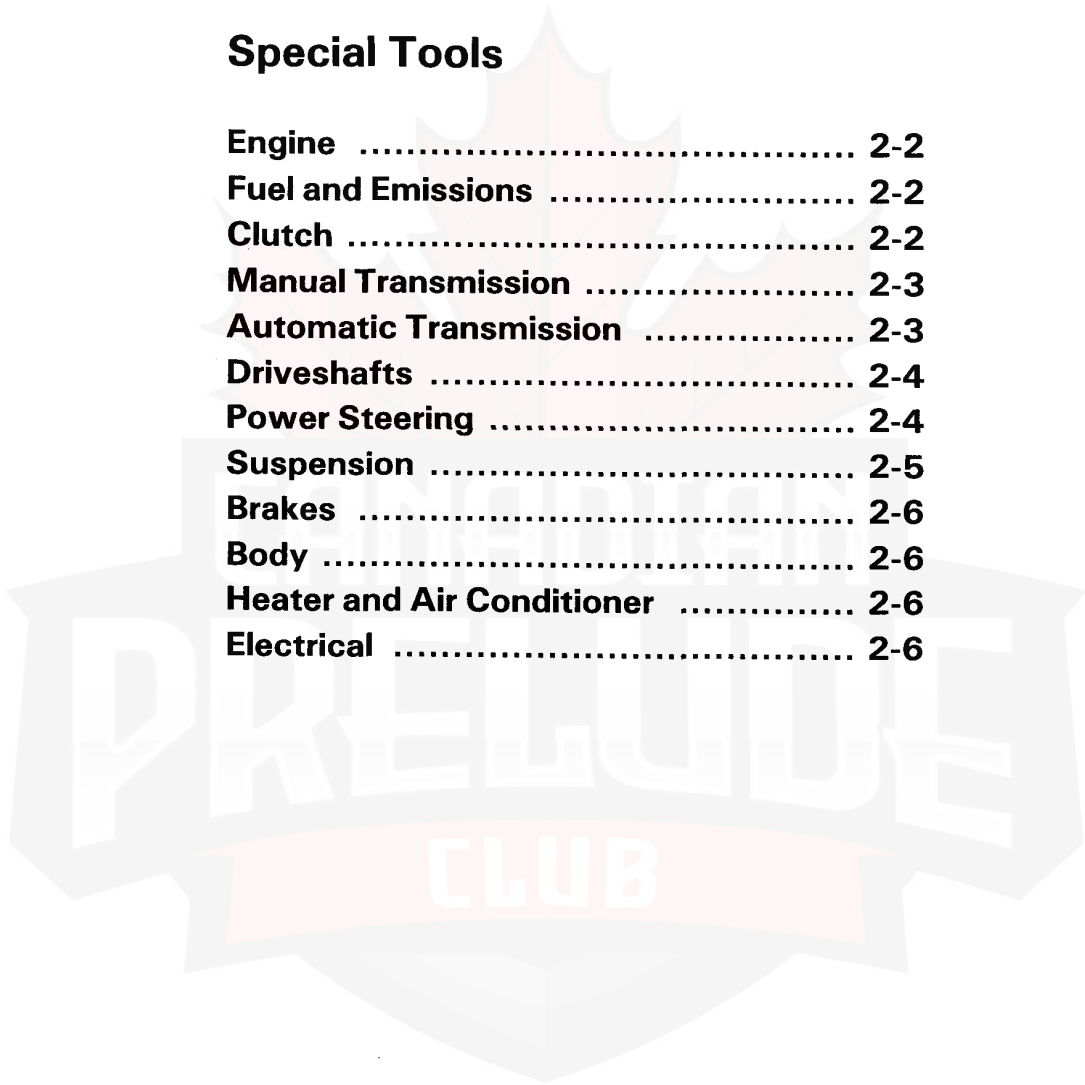 Special Tools
Engine ................................. 2-2
Fuel and Emissions .................... 2-2
Clutch .................................. 2-2
Manual Transmission .................. 2-3
Automatic Transmission .............. 2-3
Driveshafts ............................ 2-4
Power Steering ........................ 2-4
Suspension ............................ 2-5
Brakes ................................. 2-6
Body ................................... 2-6
Heater and Air Conditioner ............ 2-6
Electrical ............................... 2-6
CANADIAN
PRELUDE
CLUB